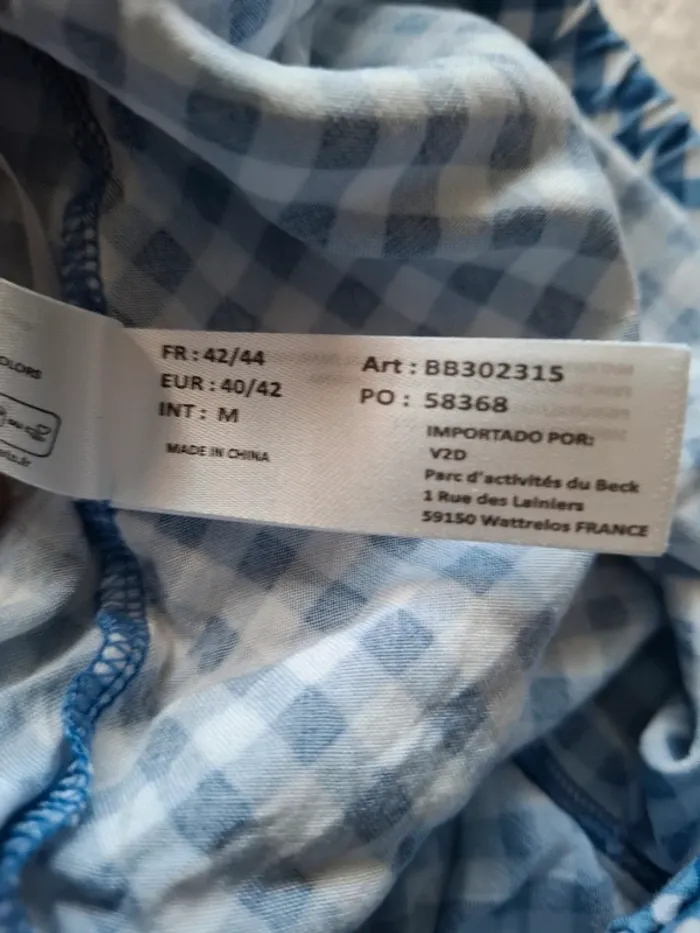 OLORS
FR : 42/44
EUR : 40/42
INT : M
MADE IN CHINA
Art : BB302315
PO : 58368
IMPORTADO POR:
V2D
Parc d'activités du Beck
1 Rue des Lainiers
59150 Wattrelos FRANCE